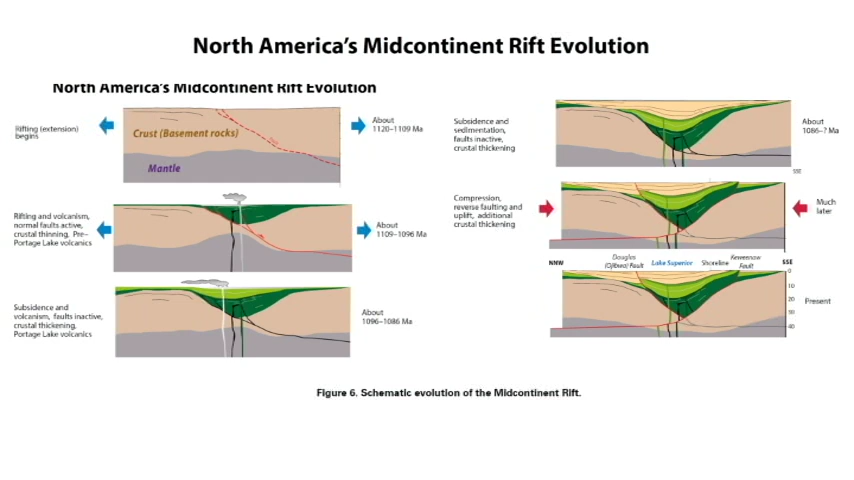 North America's Midcontinent Rift Evolution
North America's Midcontinent Rift Evolution
Rifting (extension)
begins
Crust (Basement rocks)
Mantle
About
1120–1109 Ma
Rifting and volcanism,
normal faults active,
crustal thinning, Pre–
Portage Lake volcanics
About
1109–1096 Ma
Subsidence and
volcanism, faults inactive,
crustal thickening,
Portage Lake volcanics
About
1096–1086 Ma
Subsidence and
sedimentation,
faults inactive,
crustal thickening
About
1086–? Ma
SSE
Compression,
reverse faulting and
uplift, additional
crustal thickening
Much
later
NNW
Douglas
(Ojibwa) Fault
Lake Superior
Shoreline
Keweenaw
Fault
SSE
0
10
20
30
40
Present
Figure 6. Schematic evolution of the Midcontinent Rift.